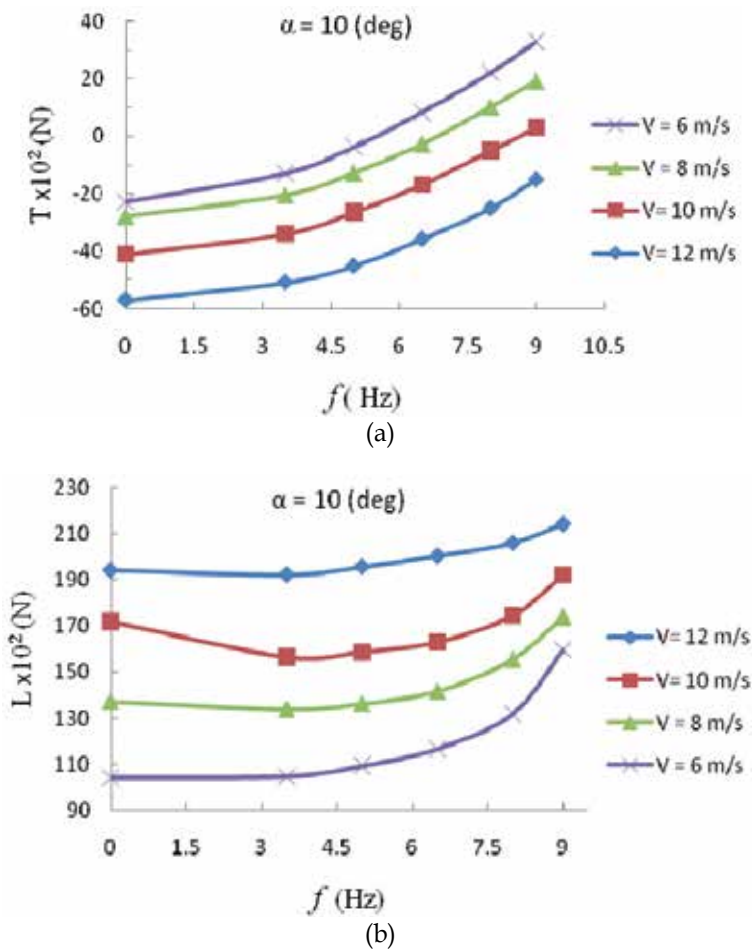 α = 10 (deg)
T x10² (N)
40
20
0
-20
-40
-60
0 1.5 3 4.5 6 7.5 9 10.5
f( Hz)
V = 6 m/s
V = 8 m/s
V= 10 m/s
V = 12 m/s
(a)
α = 10 (deg)
L x10² (N)
230
210
190
170
150
130
110
90
0 1.5 3 4.5 6 7.5 9
f (Hz)
V= 12 m/s
V= 10 m/s
V = 8 m/s
V = 6 m/s
(b)